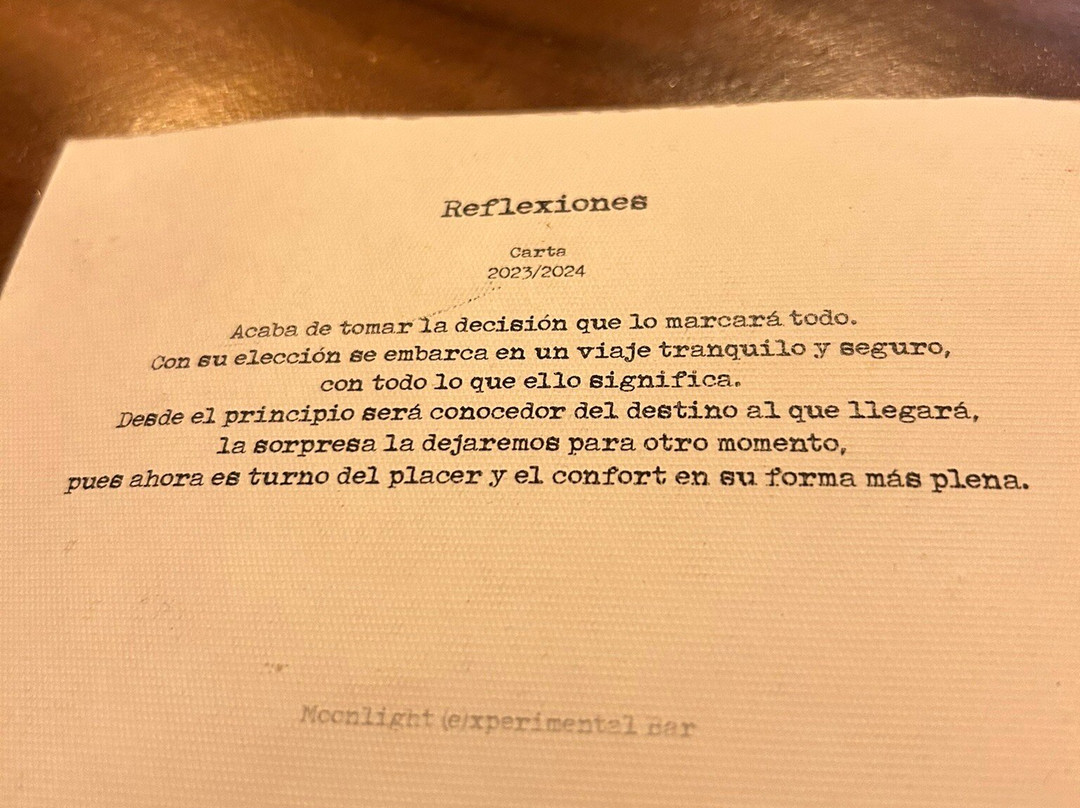 Reflexiones
Carta
2023/2024
Acaba de tomar la decisión que lo marcará todo.
Con su elección se embarca en un viaje tranquilo y seguro,
con todo lo que ello significa.
Desde el principio será conocedor del destino al que llegará,
la sorpresa la dejaremos para otro momento,
pues ahora es turno del placer y el confort en su forma más plena.
Moonlight (e)xperimental Bar